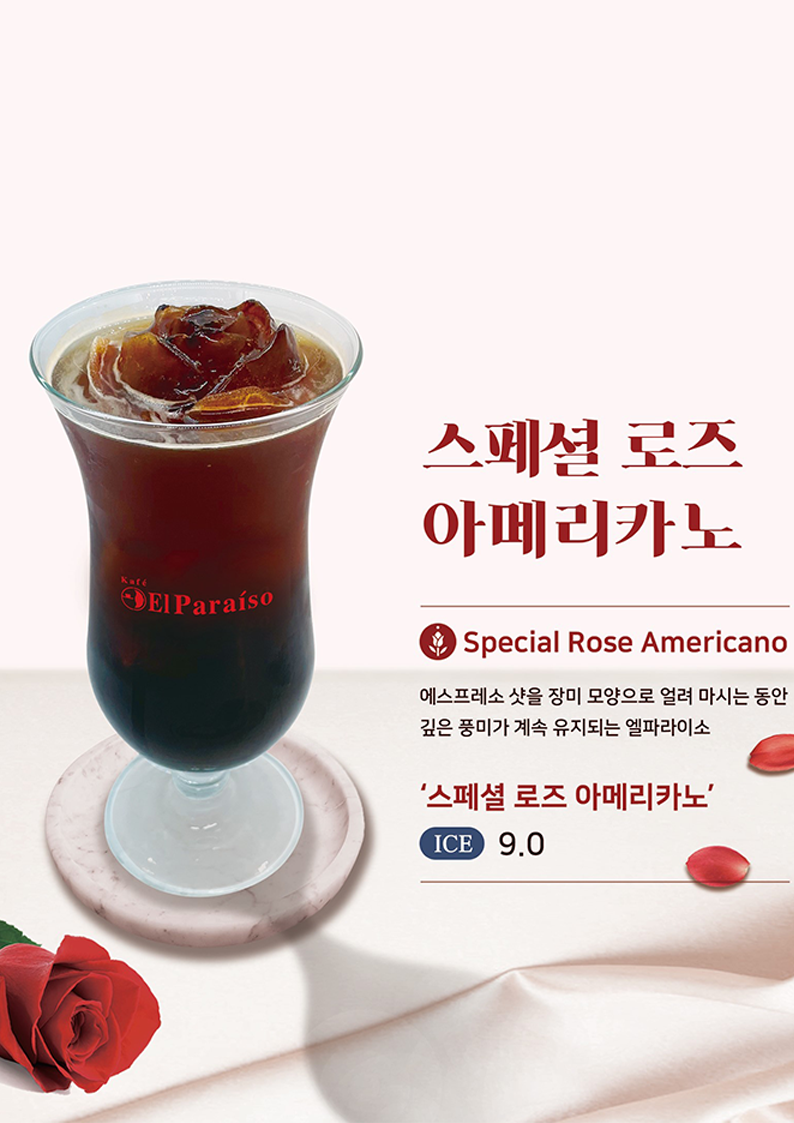 Kafé
El Paraíso
스페셜 로즈
아메리카노
Special Rose Americano
에스프레소 샷을 장미 모양으로 얼려 마시는 동안
깊은 풍미가 계속 유지되는 엘파라이소
‘스페셜 로즈 아메리카노’
ICE 9.0